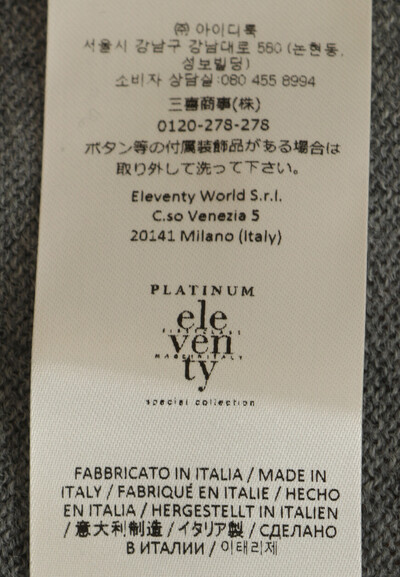 ㈜ 아이디룩
서울시 강남구 강남대로 560 (논현동,
성보빌딩)
소비자 상담실:080 455 8994
三喜商事(株)
0120-278-278
ボタン等の付属装飾品がある場合は
取り外して洗って下さい。
Eleventy World S.r.l.
C.so Venezia 5
20141 Milano (Italy)
PLATINUM
ele
ven
MADE IN ITALY
ty
special collection
FABBRICATO IN ITALIA / MADE IN
ITALY / FABRIQUÉ EN ITALIE / HECHO
EN ITALIA / HERGESTELLT IN ITALIEN
/ 意大利制造 / イタリア製 / СДЕЛАНО
В ИТАЛИИ / 이태리제